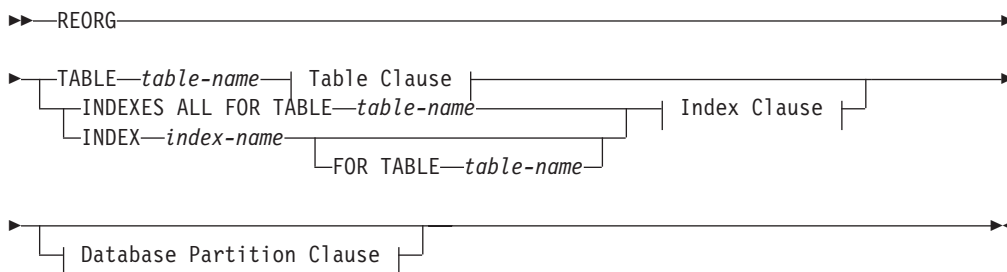 REORG
TABLE table-name Table Clause
INDEXES ALL FOR TABLE table-name Index Clause
INDEX index-name
FOR TABLE table-name
Database Partition Clause